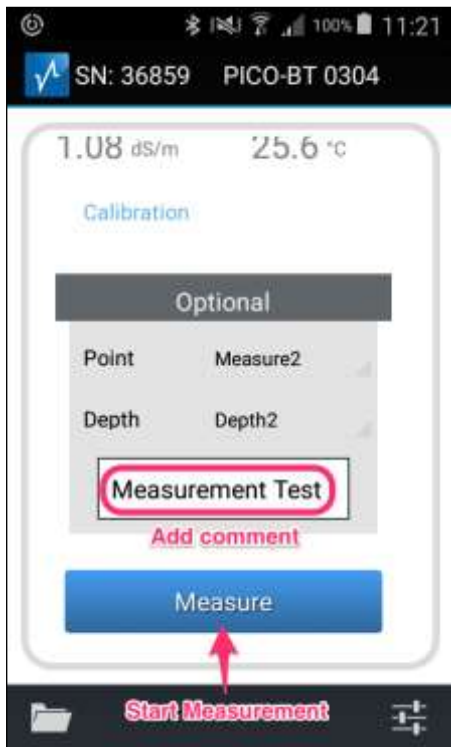 100% 11:21
SN: 36859 PICO-BT 0304
1.08 dS/m 25.6 °C
Calibration
Optional
Point Measure2
Depth Depth2
Measurement Test
Add comment
Measure
Start Measurement